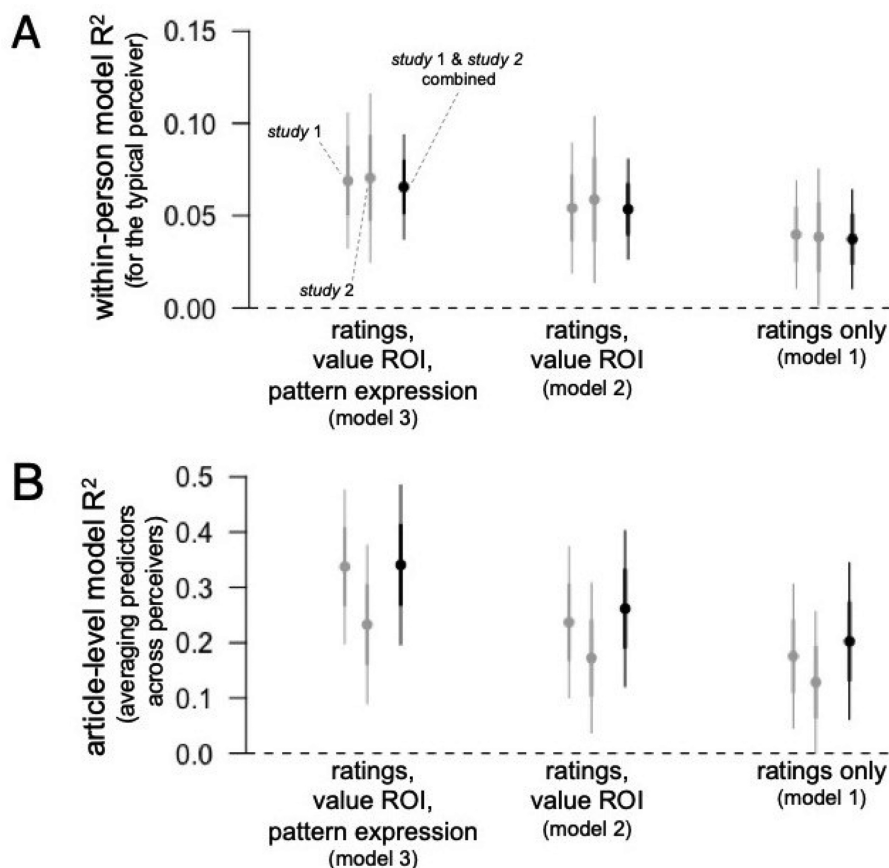 A
within-person model R²
(for the typical perceiver)
0.15
0.10
0.05
0.00
study 1
study 2
study 1 & study 2
combined
ratings,
value ROI,
pattern expression
(model 3)
ratings,
value ROI
(model 2)
ratings only
(model 1)
B
article-level model R²
(averaging predictors
across perceivers)
0.5
0.4
0.3
0.2
0.1
0.0
ratings,
value ROI,
pattern expression
(model 3)
ratings,
value ROI
(model 2)
ratings only
(model 1)